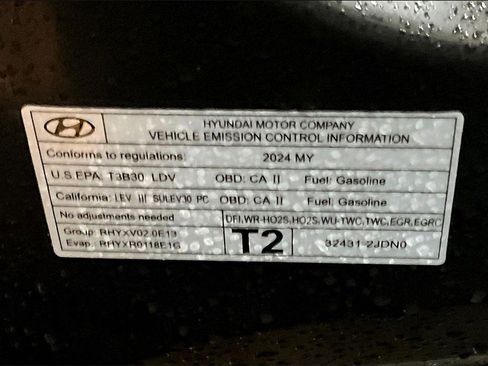 HYUNDAI MOTOR COMPANY
VEHICLE EMISSION CONTROL INFORMATION
Conforms to regulations: 2024 MY
U.S.EPA: T3B30 LDV OBD: CA II Fuel: Gasoline
California: LEV III SULEV30 PC OBD: CA II Fuel: Gasoline
No adjustments needed DFI,WR-HO2S,HO2S,WU-TWC,TWC,EGR,EGRC
Group: RHYXV02.0E13
Evap: RHYXR0118E1G
T2 32431-2JDN0